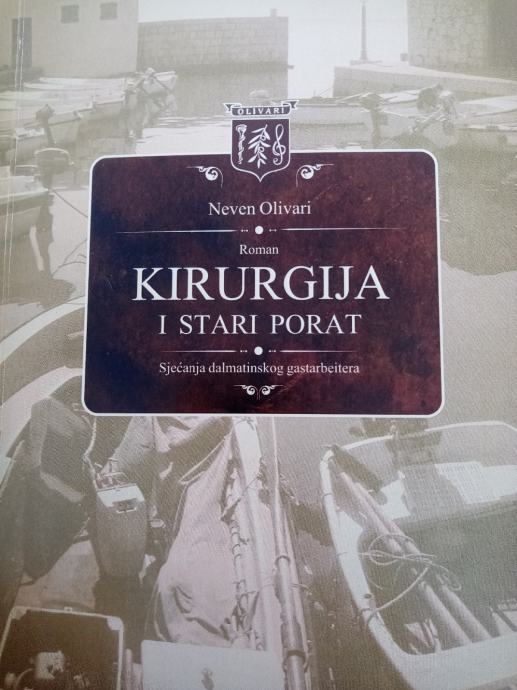 OLIVARI
Neven Olivari
Roman
KIRURGIJA
I STARI PORAT
Sjećanja dalmatinskog gastarbeitera